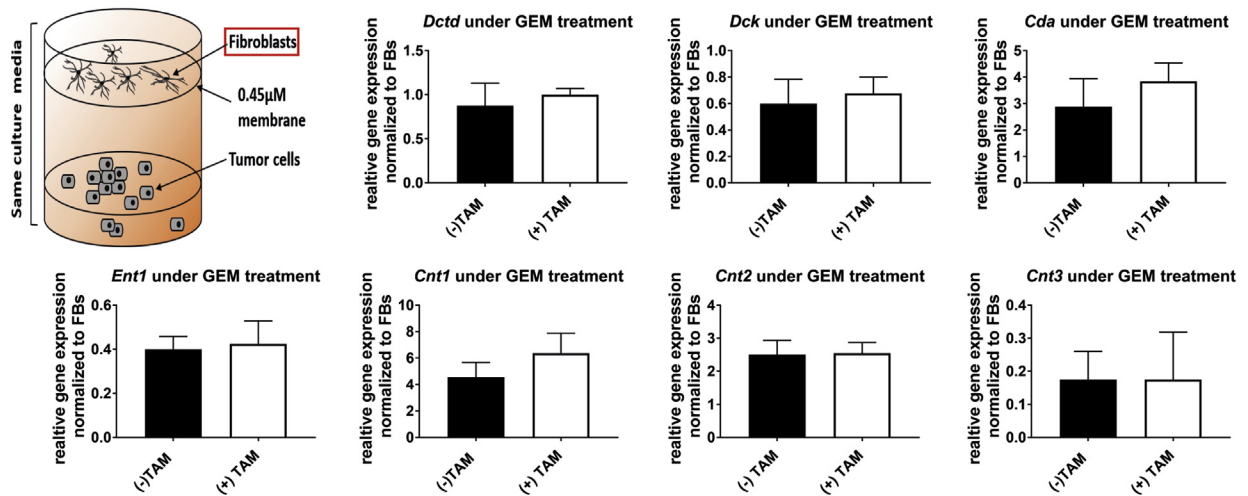 Same culture media
Fibroblasts
0.45µM
membrane
Tumor cells
Dctd under GEM treatment
realtive gene expression
normalized to FBs
1.5
1.0
0.5
0.0
(-)TAM
(+) TAM
Dck under GEM treatment
realtive gene expression
normalized to FBs
1.0
0.8
0.6
0.4
0.2
0.0
(-)TAM
(+) TAM
Cda under GEM treatment
realtive gene expression
normalized to FBs
5
4
3
2
1
0
(-)TAM
(+) TAM
Ent1 under GEM treatment
realtive gene expression
normalized to FBs
0.6
0.4
0.2
0.0
(-)TAM
(+) TAM
Cnt1 under GEM treatment
realtive gene expression
normalized to FBs
10
8
6
4
2
0
(-)TAM
(+) TAM
Cnt2 under GEM treatment
realtive gene expression
normalized to FBs
4
3
2
1
0
(-)TAM
(+) TAM
Cnt3 under GEM treatment
realtive gene expression
normalized to FBs
0.4
0.3
0.2
0.1
0.0
(-)TAM
(+) TAM